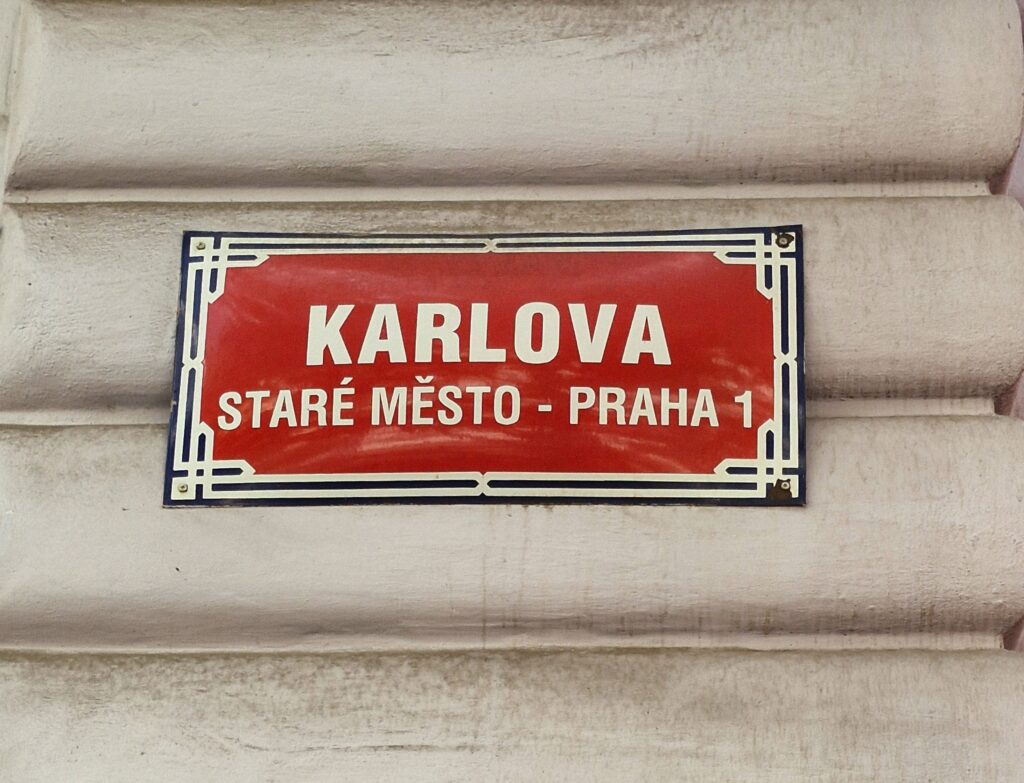 KARLOVA
STARÉ MĚSTO - PRAHA 1